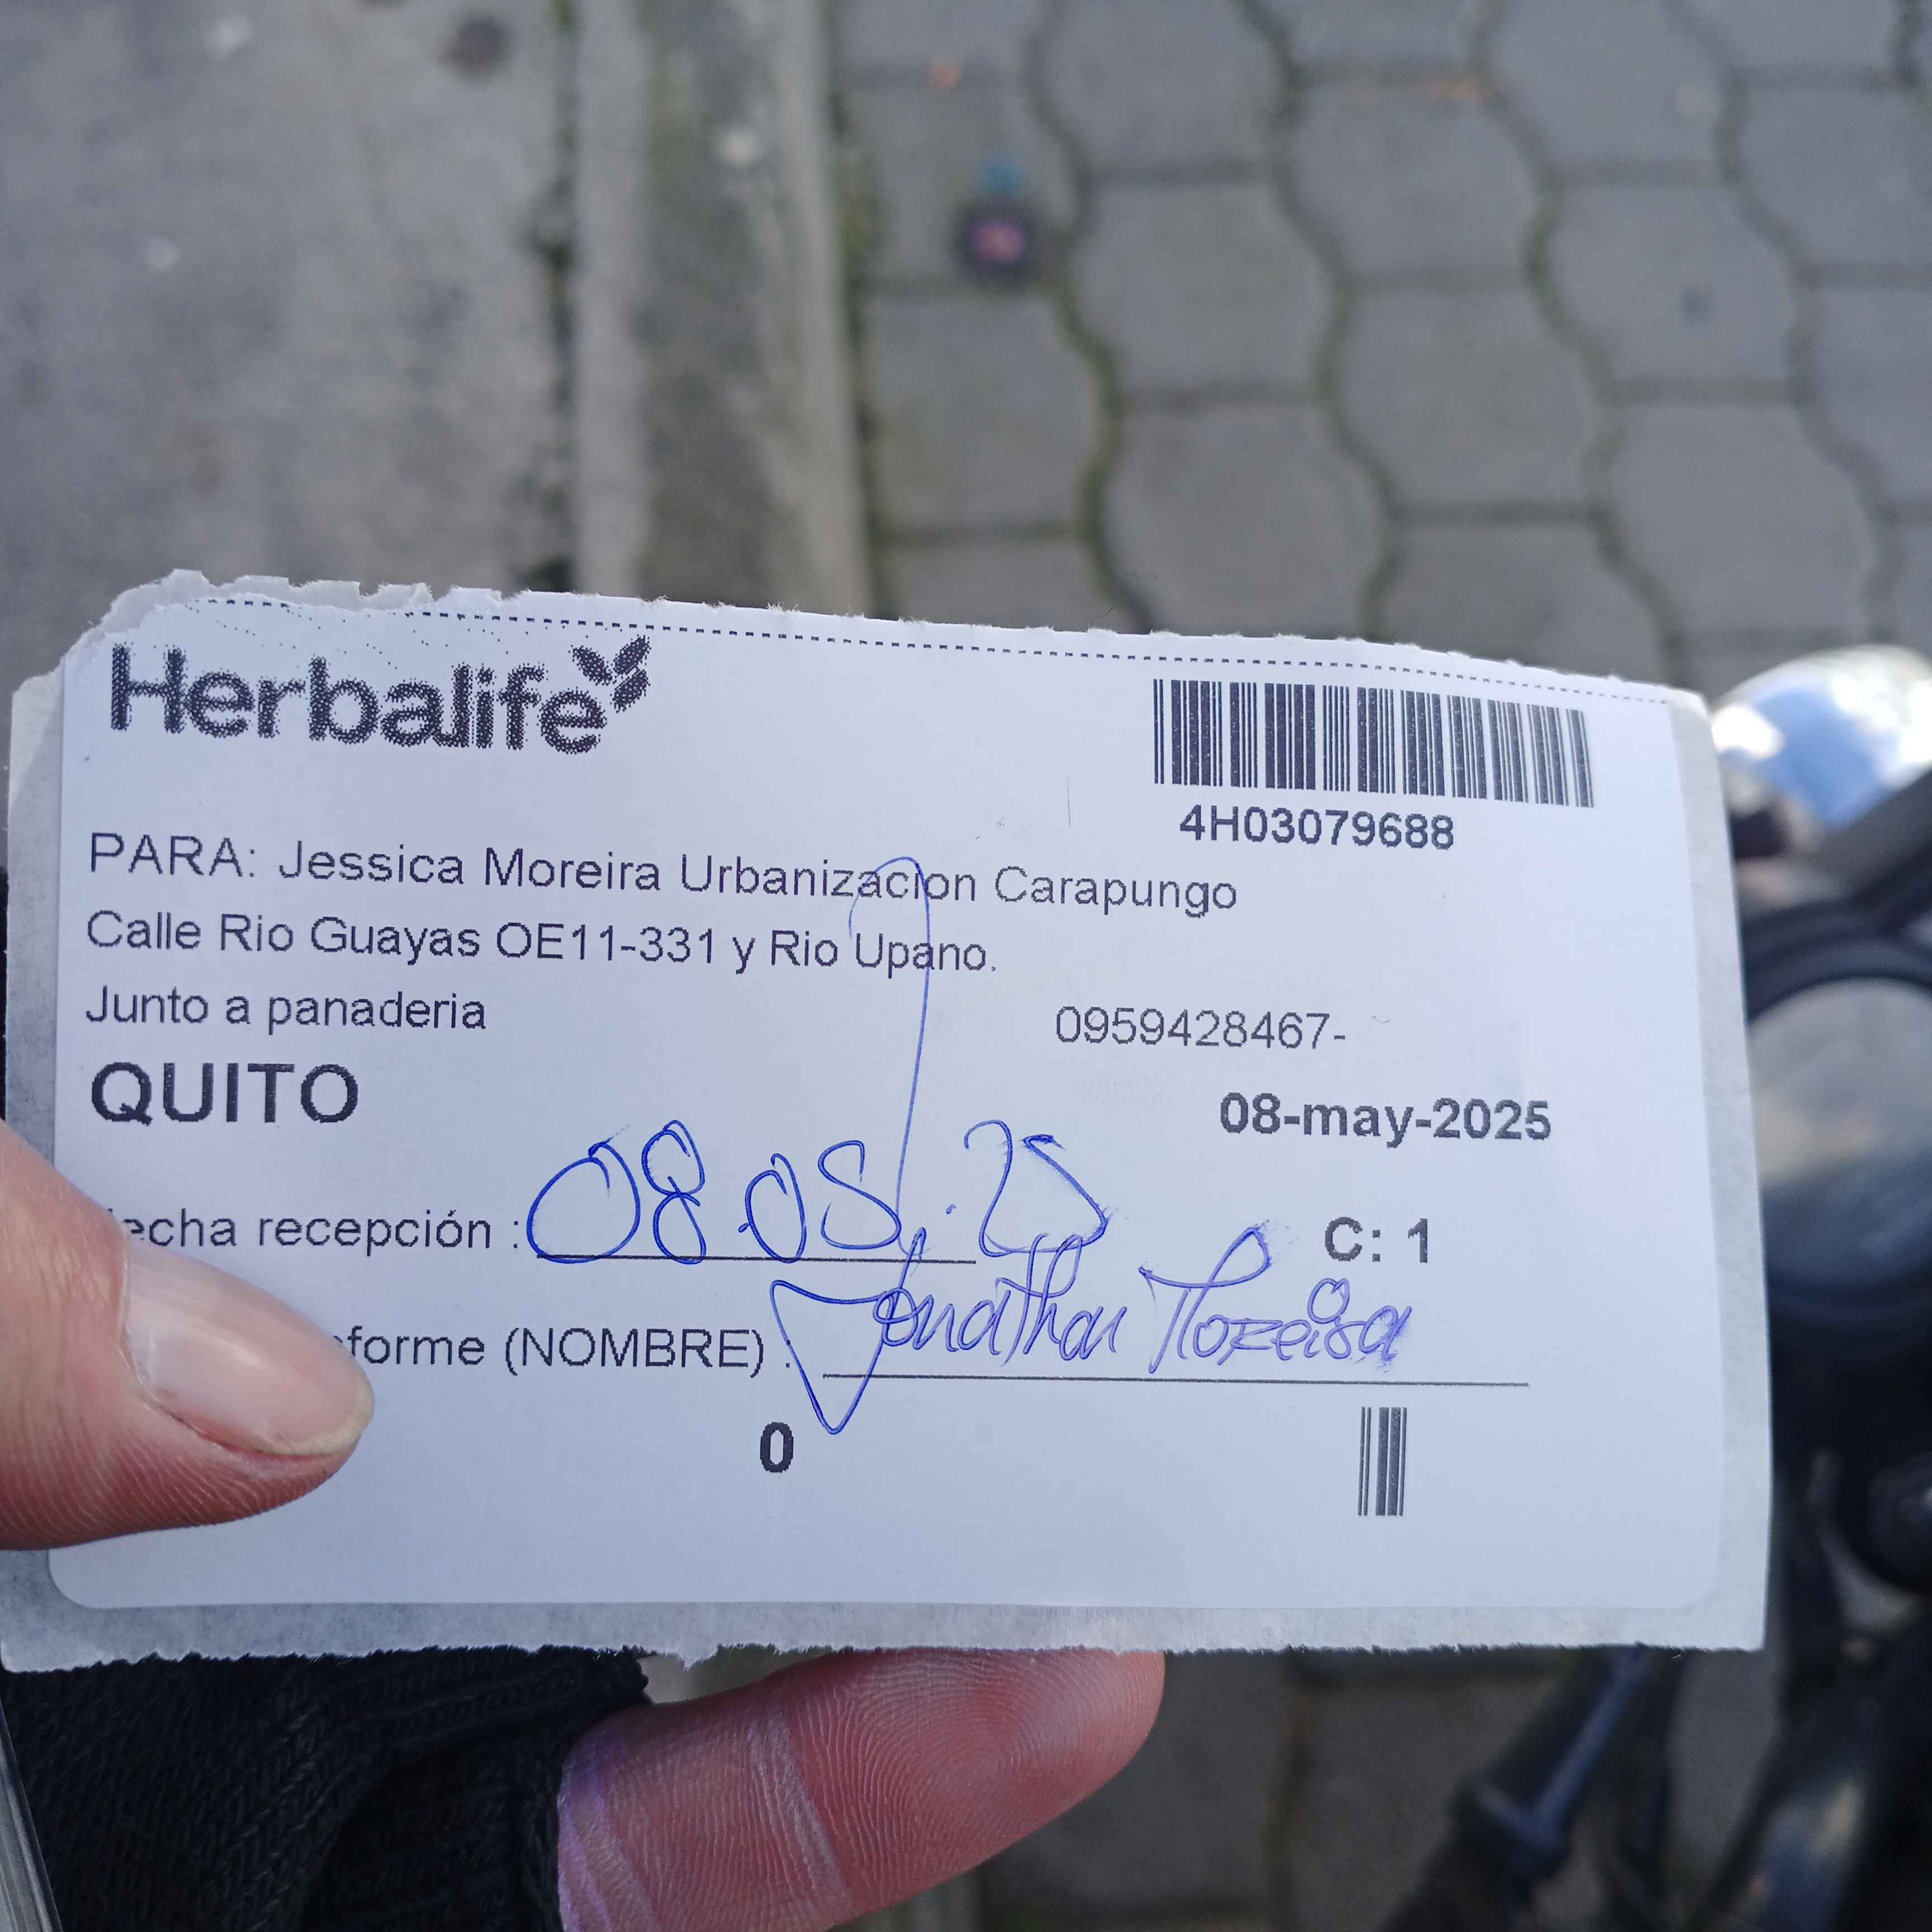 Herbalife
4H03079688
PARA: Jessica Moreira Urbanizacion Carapungo
Calle Rio Guayas OE11-331 y Rio Upano.
Junto a panaderia
0959428467-
QUITO
08-may-2025
echa recepción : 08.05.25
C: 1
forme (NOMBRE) : Jonathan Moreira
0